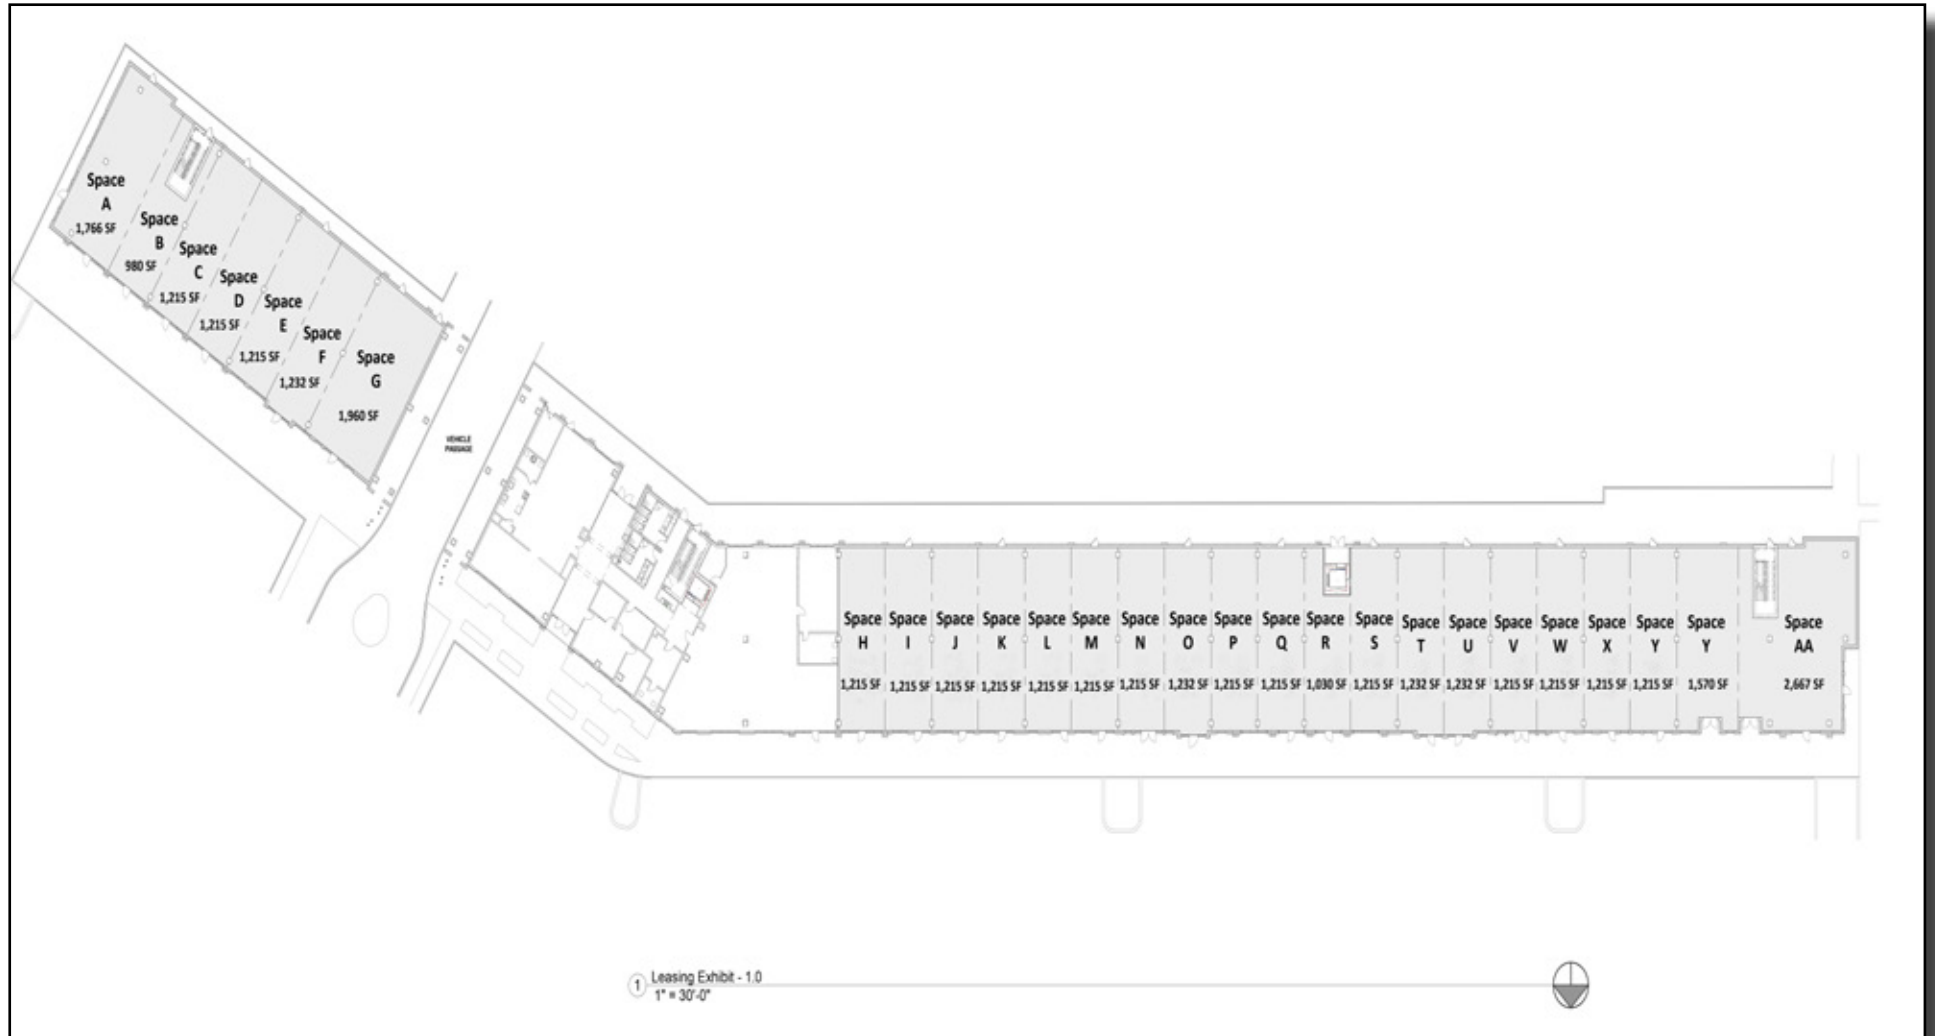 Space
A
1,766 SF
Space
B
980 SF
Space
C
1,215 SF
Space
D
1,215 SF
Space
E
1,215 SF
Space
F
1,232 SF
Space
G
1,960 SF
VEHICLE
PASSAGE
Space
H
1,215 SF
Space
I
1,215 SF
Space
J
1,215 SF
Space
K
1,215 SF
Space
L
1,215 SF
Space
M
1,215 SF
Space
N
1,215 SF
Space
O
1,232 SF
Space
P
1,215 SF
Space
Q
1,215 SF
Space
R
1,030 SF
Space
S
1,215 SF
Space
T
1,232 SF
Space
U
1,232 SF
Space
V
1,215 SF
Space
W
1,215 SF
Space
X
1,215 SF
Space
Y
1,215 SF
Space
Y
1,570 SF
Space
AA
2,667 SF
1 Leasing Exhibit - 1.0
1" = 30'-0"